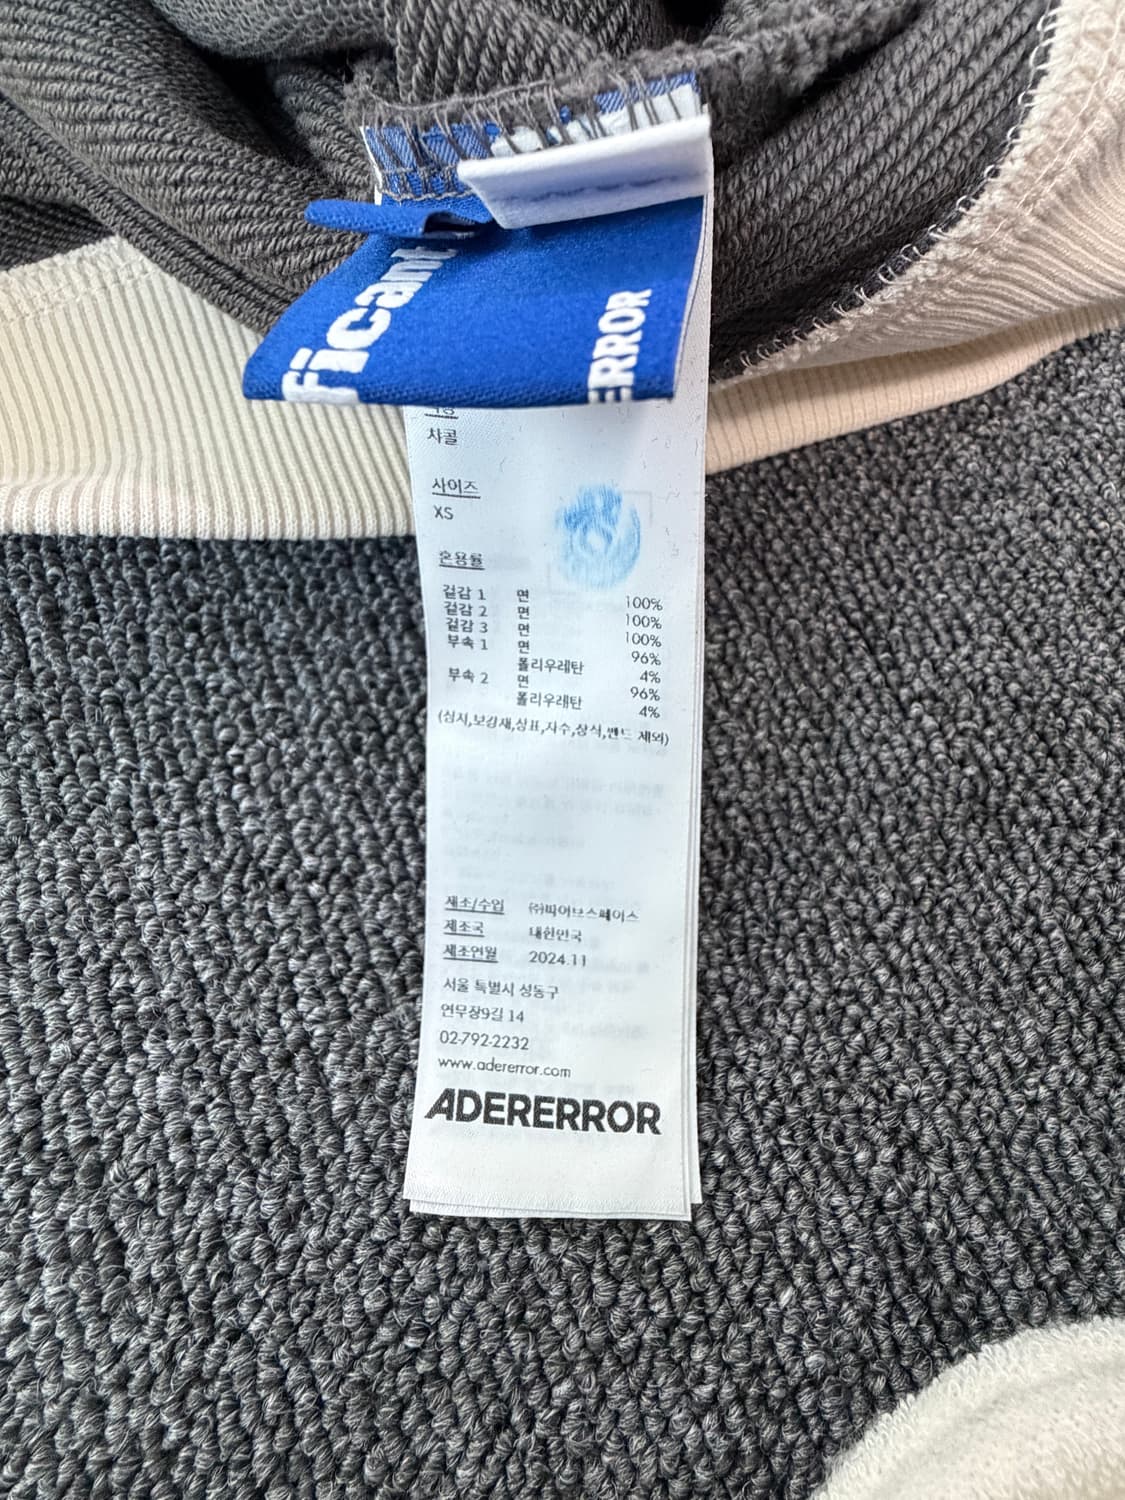 ficant
ERROR
차콜
사이즈
XS
혼용률
겉감 1 면 100%
겉감 2 면 100%
겉감 3 면 100%
부속 1 면 96%
폴리우레탄 4%
부속 2 면 96%
폴리우레탄 4%
(심지,보강재,상표,자수,장식,밴드 제외)
제조/수입 ㈜파이브스페이스
제조국 대한민국
제조연월 2024.11
서울 특별시 성동구
연무장9길 14
02-792-2232
www.adererror.com
ADERERROR